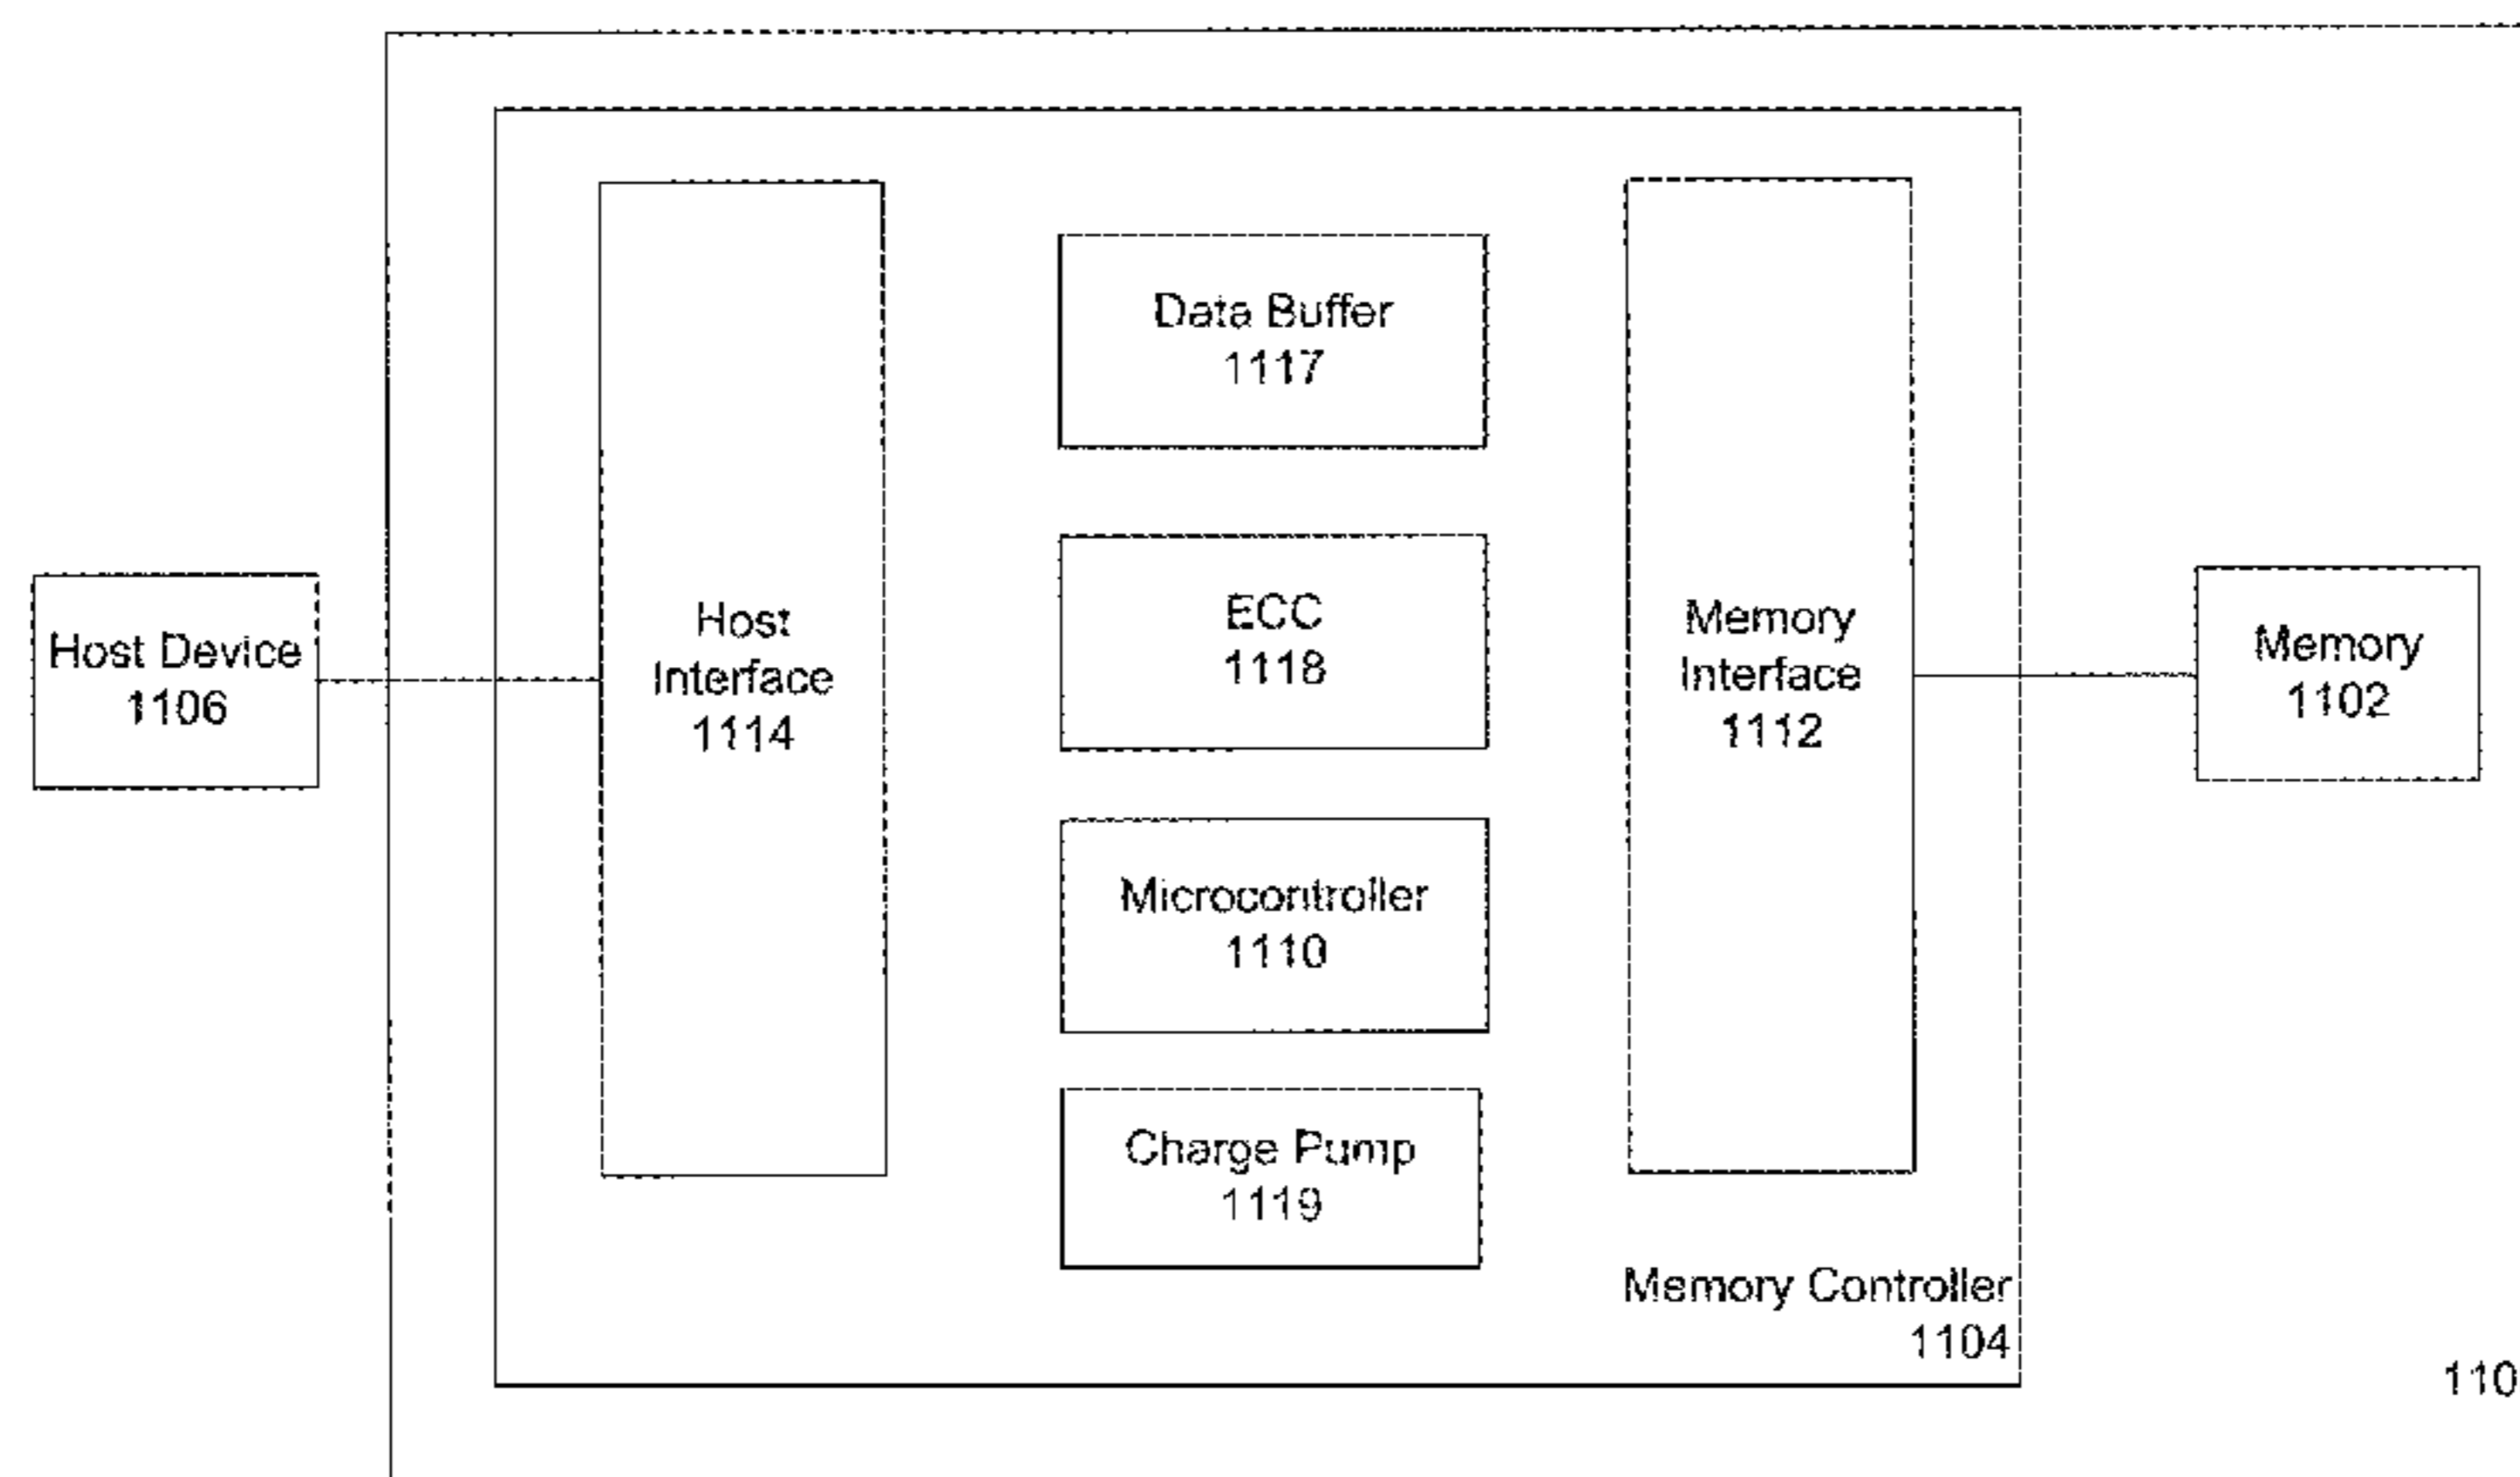 Data Buffer
1117
Host Device
1106
Host
Interface
1114
ECC
1118
Memory
Interface
1112
Memory
1102
Microcontroller
1110
Charge Pump
1119
Memory Controller
1104
110